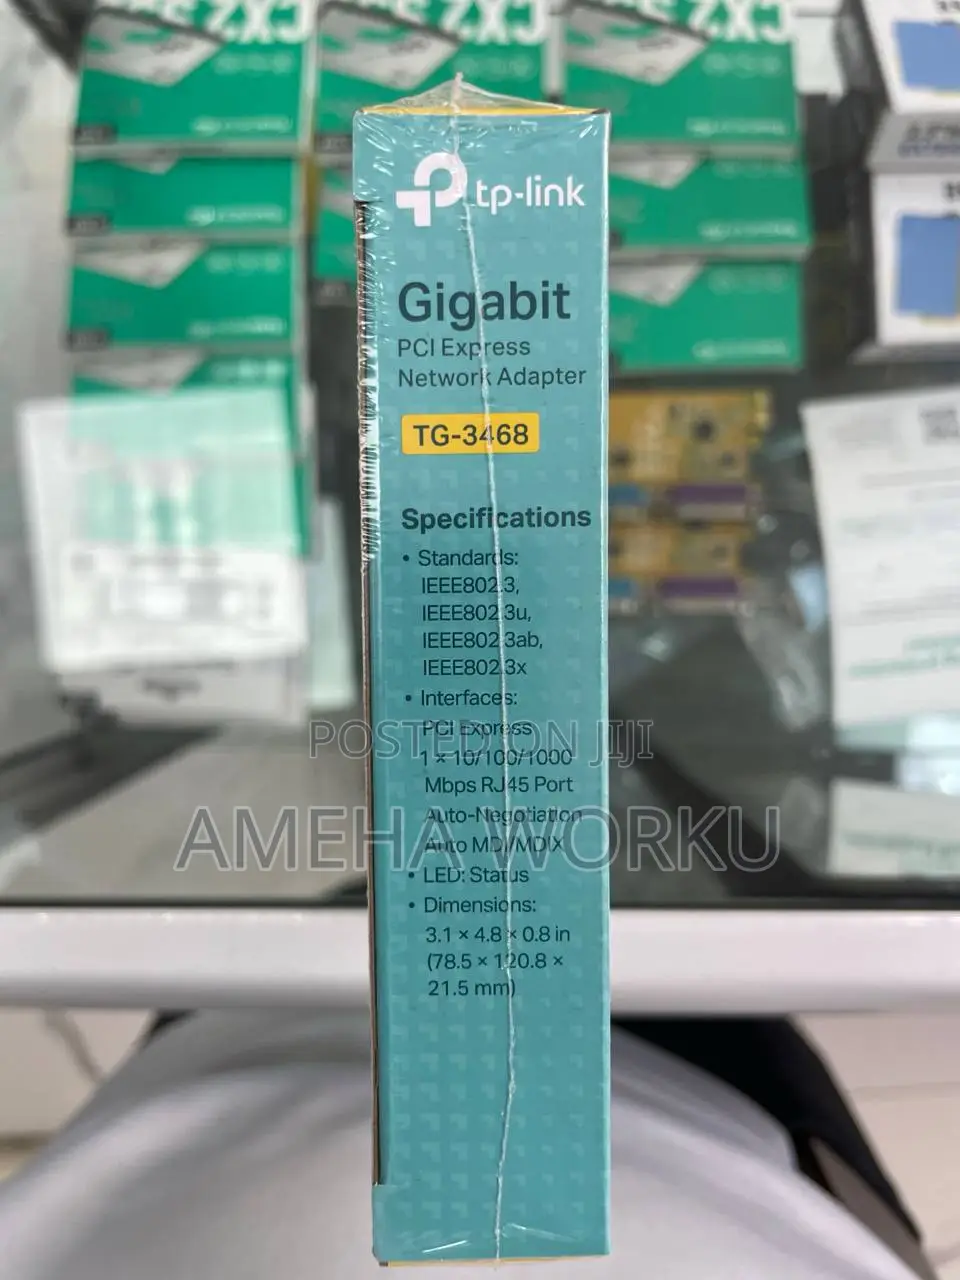 tp-link
Gigabit
PCI Express
Network Adapter
TG-3468
Specifications
• Standards:
IEEE802.3,
IEEE802.3u,
IEEE802.3ab,
IEEE802.3x
• Interfaces:
PCI Express
1 × 10/100/1000
Mbps RJ45 Port
Auto-Negotiation
Auto MDI/MDIX
• LED: Status
• Dimensions:
3.1 × 4.8 × 0.8 in
(78.5 × 120.8 ×
21.5 mm)
POSTED ON JIJI
AMEHA WORKU